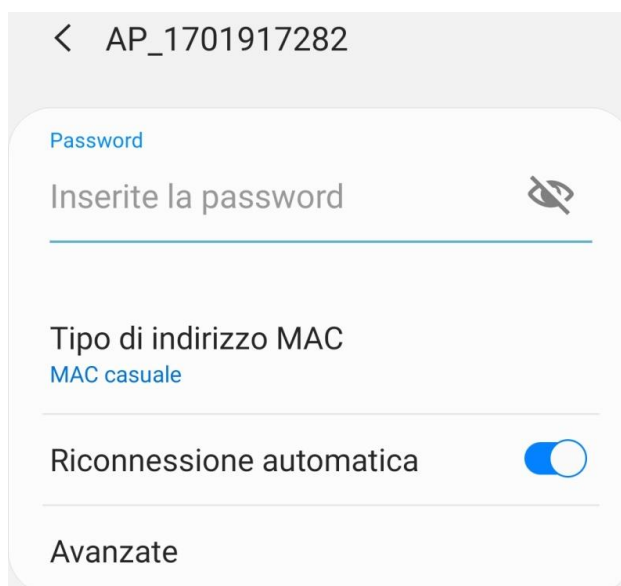 AP_1701917282
Password
Inserite la password
Tipo di indirizzo MAC
MAC casuale
Riconnessione automatica
Avanzate